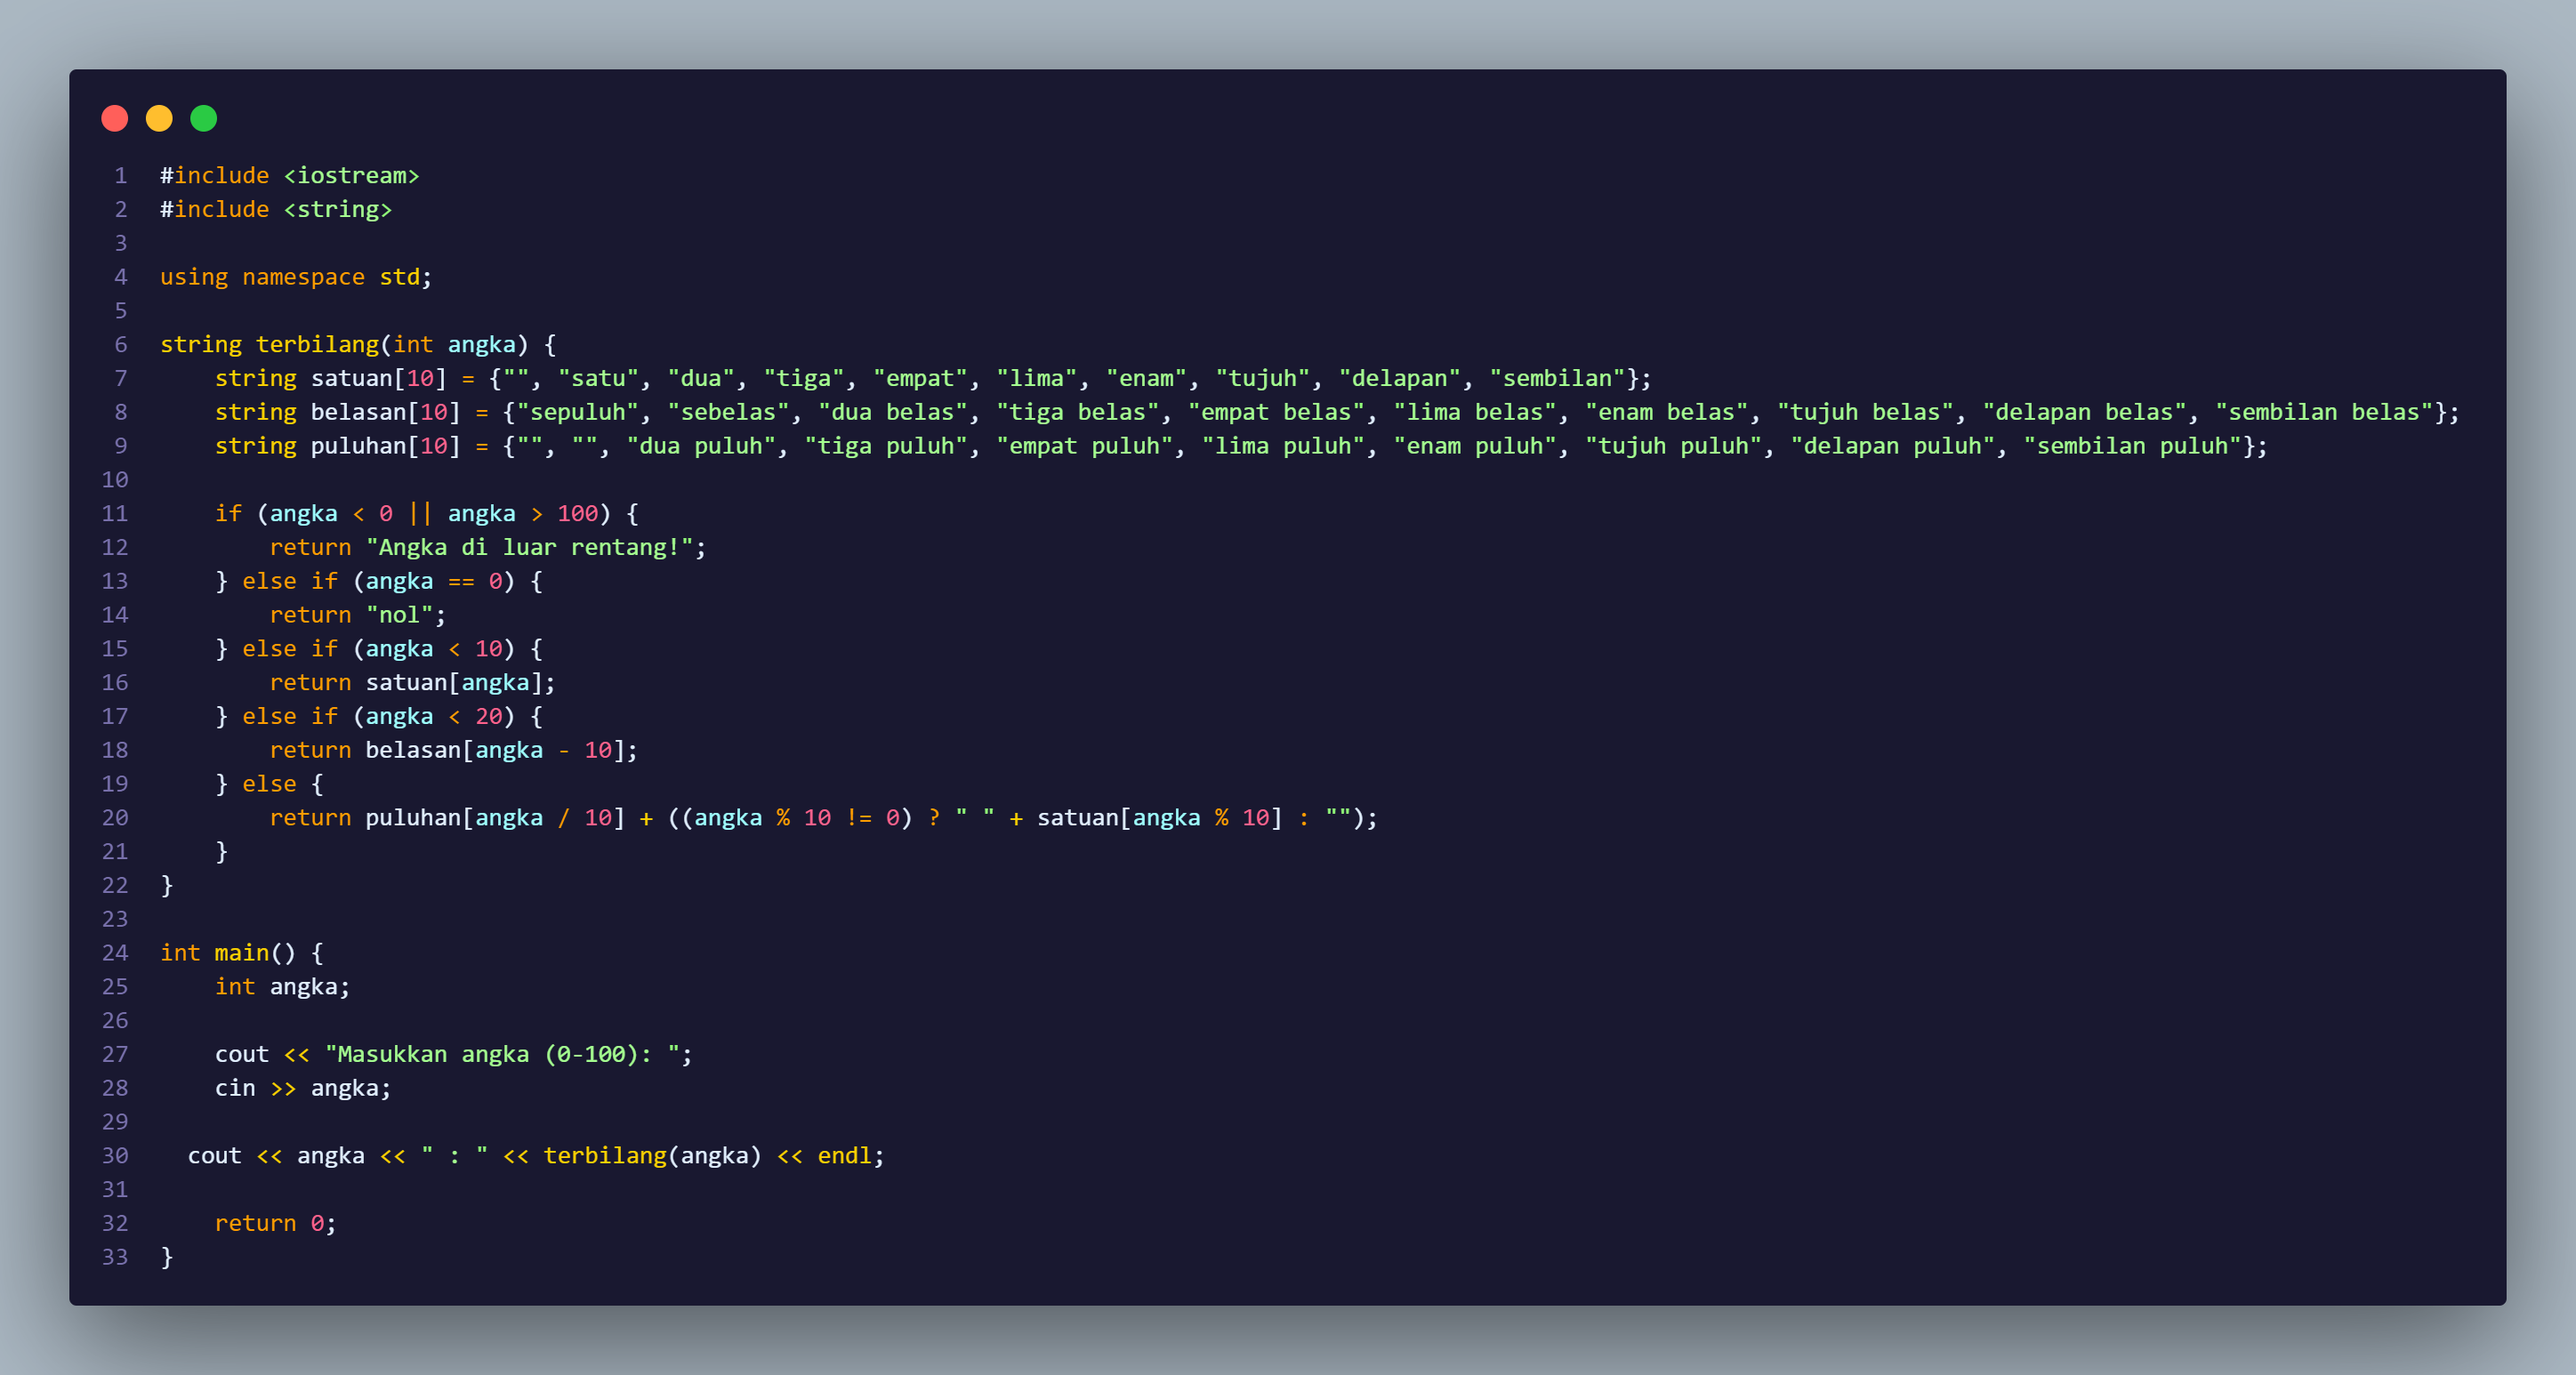 1 #include <iostream>
2 #include <string>
3
4 using namespace std;
5
6 string terbilang(int angka) {
7     string satuan[10] = {"", "satu", "dua", "tiga", "empat", "lima", "enam", "tujuh", "delapan", "sembilan"};
8     string belasan[10] = {"sepuluh", "sebelas", "dua belas", "tiga belas", "empat belas", "lima belas", "enam belas", "tujuh belas", "delapan belas", "sembilan belas"};
9     string puluhan[10] = {"", "", "dua puluh", "tiga puluh", "empat puluh", "lima puluh", "enam puluh", "tujuh puluh", "delapan puluh", "sembilan puluh"};
10
11     if (angka < 0 || angka > 100) {
12         return "Angka di luar rentang!";
13     } else if (angka == 0) {
14         return "nol";
15     } else if (angka < 10) {
16         return satuan[angka];
17     } else if (angka < 20) {
18         return belasan[angka - 10];
19     } else {
20         return puluhan[angka / 10] + ((angka % 10 != 0) ? " " + satuan[angka % 10] : "");
21     }
22 }
23
24 int main() {
25     int angka;
26
27     cout << "Masukkan angka (0-100): ";
28     cin >> angka;
29
30   cout << angka << " : " << terbilang(angka) << endl;
31
32     return 0;
33 }